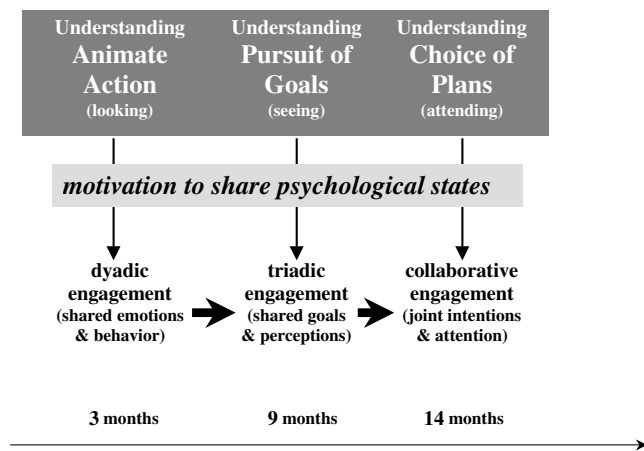 Understanding
Animate
Action
(looking)
Understanding
Pursuit of
Goals
(seeing)
Understanding
Choice of
Plans
(attending)
motivation to share psychological states
dyadic
engagement
(shared emotions
& behavior)
triadic
engagement
(shared goals
& perceptions)
collaborative
engagement
(joint intentions
& attention)
3 months
9 months
14 months